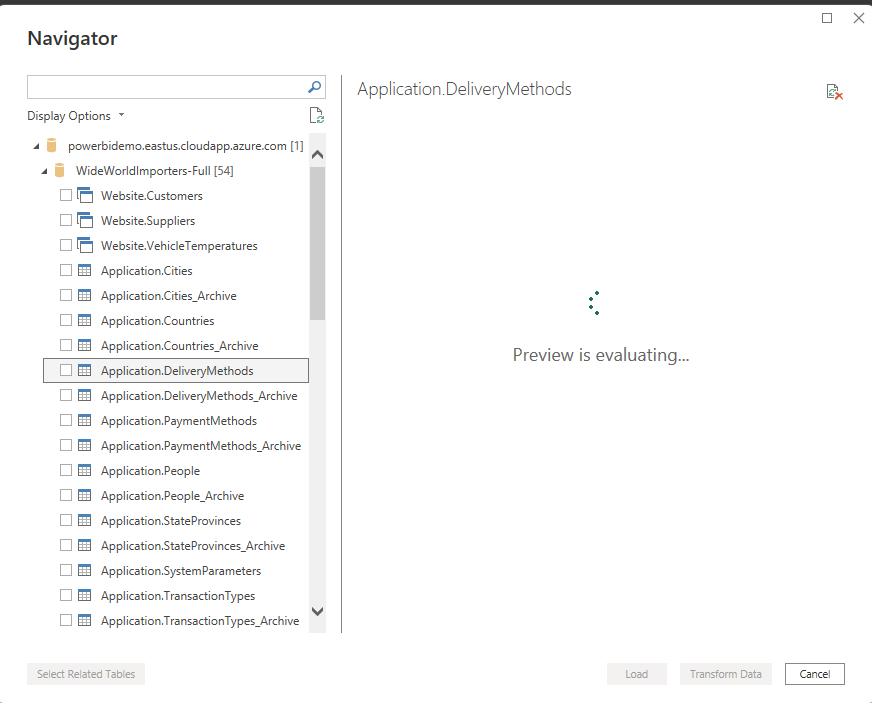 Navigator
Display Options
powerbidemo.eastus.cloudapp.azure.com [1]
WideWorldImporters-Full [54]
Website.Customers
Website.Suppliers
Website.VehicleTemperatures
Application.Cities
Application.Cities_Archive
Application.Countries
Application.Countries_Archive
Application.DeliveryMethods
Application.DeliveryMethods_Archive
Application.PaymentMethods
Application.PaymentMethods_Archive
Application.People
Application.People_Archive
Application.StateProvinces
Application.StateProvinces_Archive
Application.SystemParameters
Application.TransactionTypes
Application.TransactionTypes_Archive
Application.DeliveryMethods
Preview is evaluating...
Select Related Tables
Load
Transform Data
Cancel